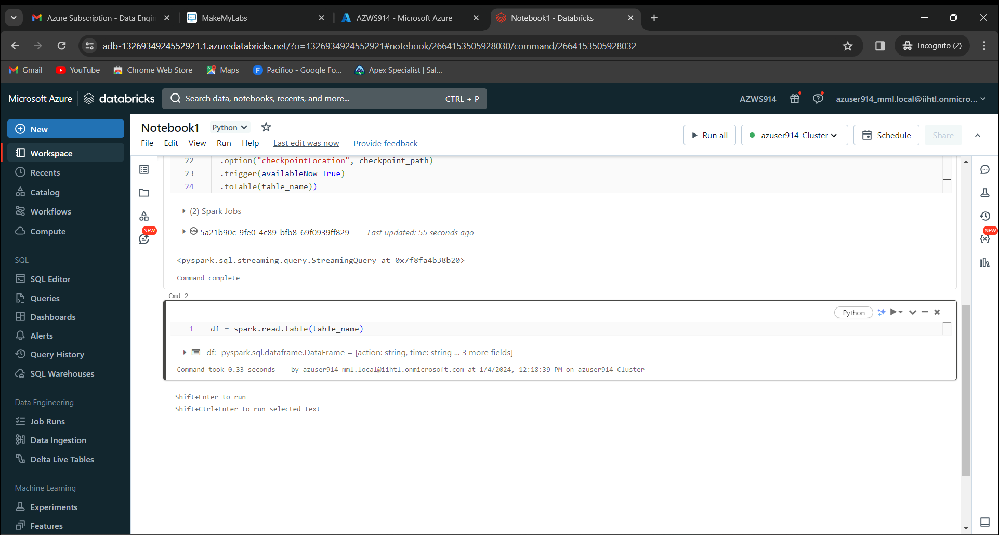 Azure Subscription - Data Engin
MakeMyLabs
AZWS914 - Microsoft Azure
Notebook1 - Databricks
adb-1326934924552921.1.azuredatabricks.net/?o=1326934924552921#notebook/2664153505928030/command/2664153505928032
Incognito (2)
Gmail
YouTube
Chrome Web Store
Maps
Pacifico - Google Fo...
Apex Specialist | Sal...
Microsoft Azure
databricks
Search data, notebooks, recents, and more...
CTRL + P
AZWS914
azuser914_mml.local@iihtl.onmicro...
New
Workspace
Recents
Catalog
Workflows
Compute
SQL
SQL Editor
Queries
Dashboards
Alerts
Query History
SQL Warehouses
Data Engineering
Job Runs
Data Ingestion
Delta Live Tables
Machine Learning
Experiments
Features
Notebook1
Python
File
Edit
View
Run
Help
Last edit was now
Provide feedback
Run all
azuser914_Cluster
Schedule
Share
NEW
22 .option("checkpointLocation", checkpoint_path)
23 .trigger(availableNow=True)
24 .toTable(table_name))
(2) Spark Jobs
5a21b90c-9fe0-4c89-bfb8-69f0939ff829 Last updated: 55 seconds ago
<pyspark.sql.streaming.query.StreamingQuery at 0x7f8fa4b38b20>
Command complete
Cmd 2
Python
1 df = spark.read.table(table_name)
df: pyspark.sql.dataframe.DataFrame = [action: string, time: string ... 3 more fields]
Command took 0.33 seconds -- by azuser914_mml.local@iihtl.onmicrosoft.com at 1/4/2024, 12:18:39 PM on azuser914_Cluster
Shift+Enter to run
Shift+Ctrl+Enter to run selected text
NEW